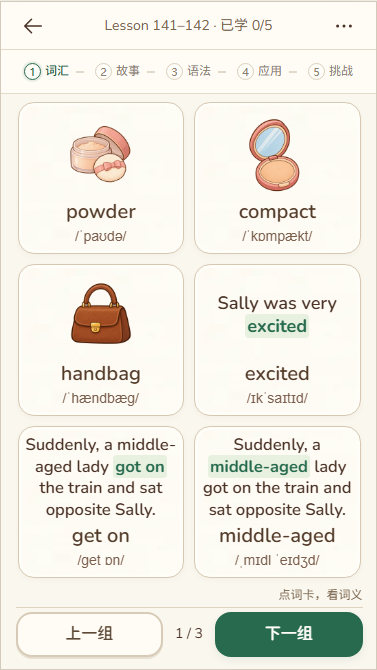 Lesson 141–142 · 已学 0/5
1 词汇 – 2 故事 – 3 语法 – 4 应用 – 5 挑战
powder
/ˈpaʊdə/
compact
/ˈkɒmpækt/
handbag
/ˈhændbæg/
Sally was very
excited
excited
/ɪkˈsaɪtɪd/
Suddenly, a middle-
aged lady got on
the train and sat
opposite Sally.
get on
/get ɒn/
Suddenly, a
middle-aged lady
got on the train and
sat opposite Sally.
middle-aged
/ˌmɪdl ˈeɪdʒd/
点词卡，看词义
上一组
1 / 3
下一组